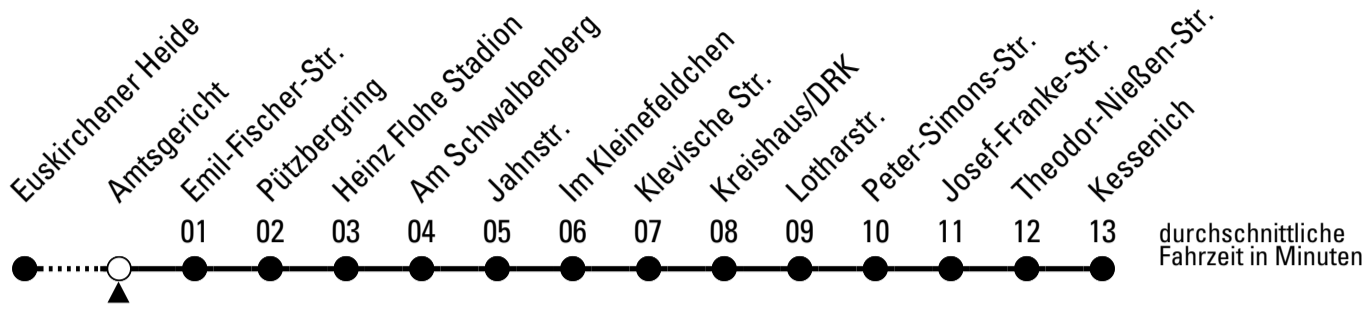 Euskirchener Heide
Amtsgericht
Emil-Fischer-Str.
Pützbergring
Heinz Flohe Stadion
Am Schwalbenberg
Jahnstr.
Im Kleinefeldchen
Klevische Str.
Kreishaus/DRK
Lotharstr.
Peter-Simons-Str.
Josef-Franke-Str.
Theodor-Nießen-Str.
Kessenich
01 02 03 04 05 06 07 08 09 10 11 12 13
durchschnittliche
Fahrzeit in Minuten